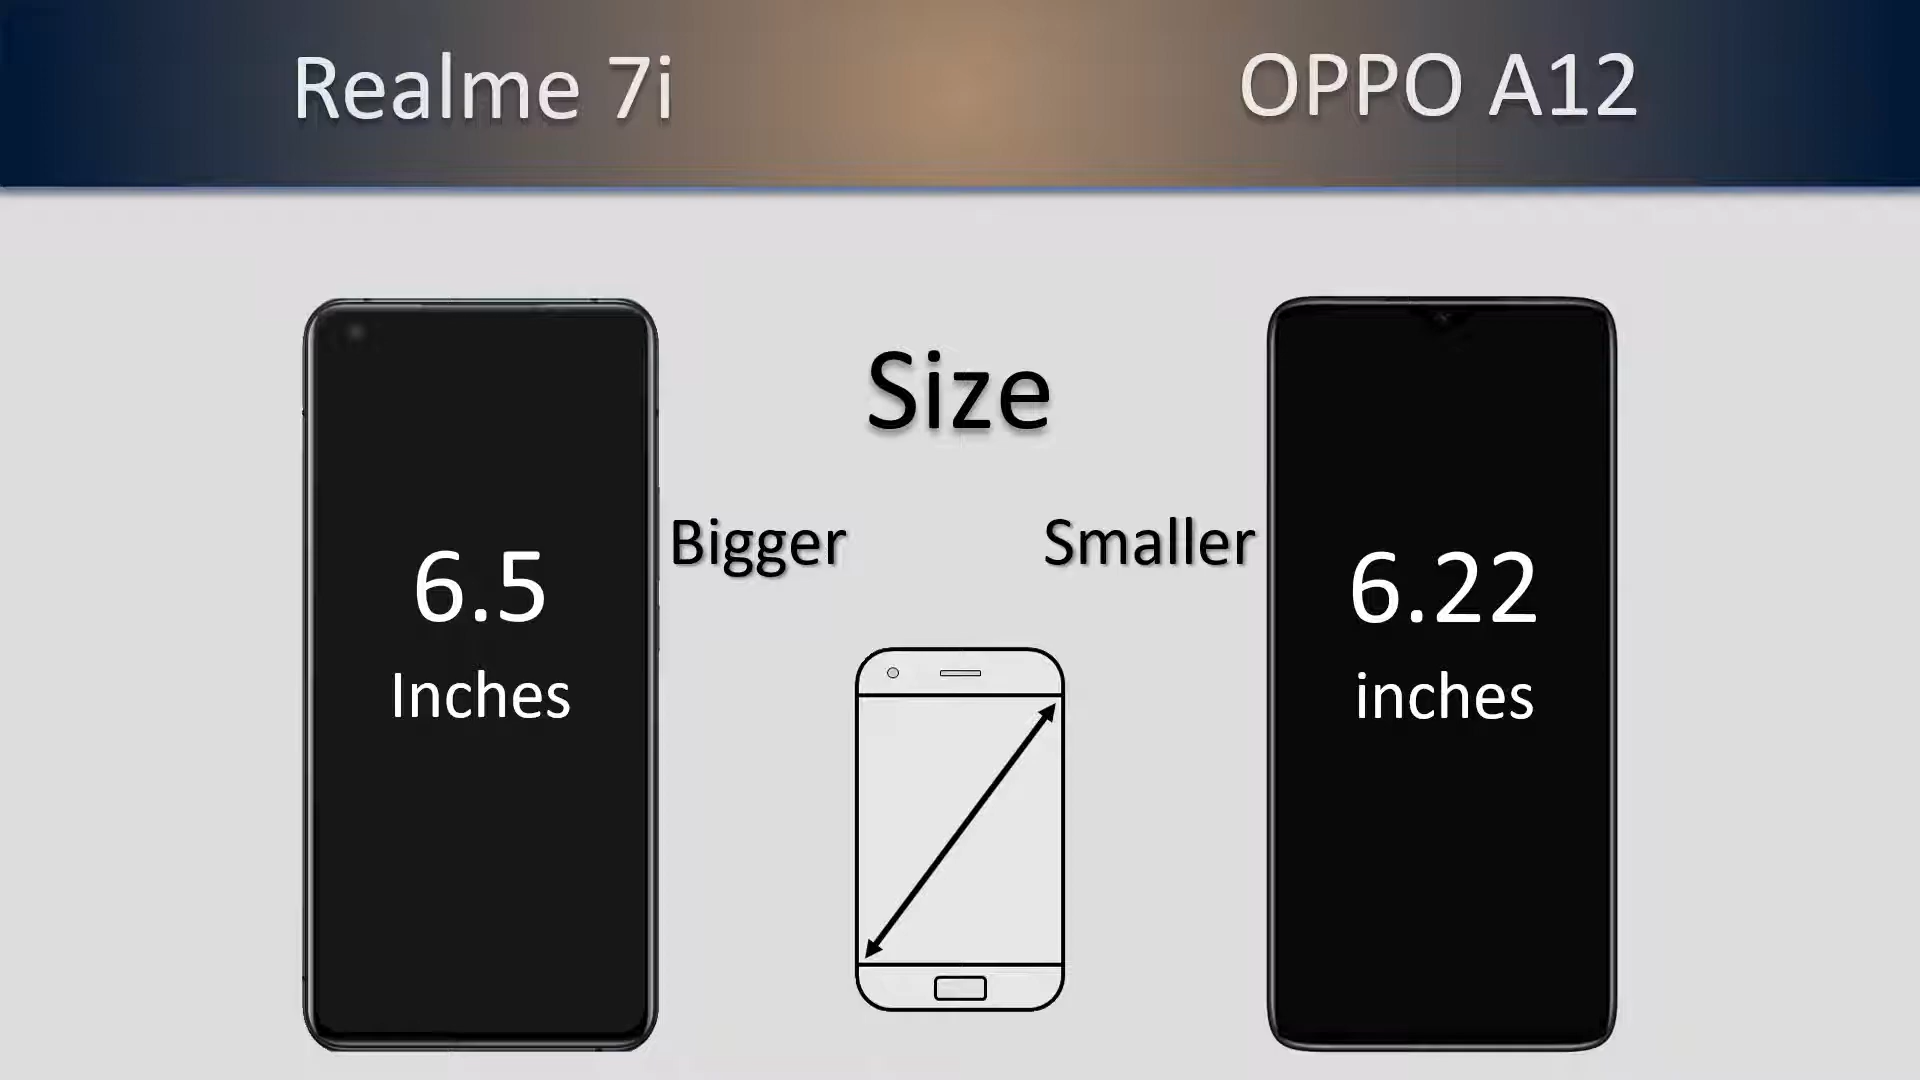 Realme 7i
OPPO A12
Size
Bigger
Smaller
6.5
Inches
6.22
inches